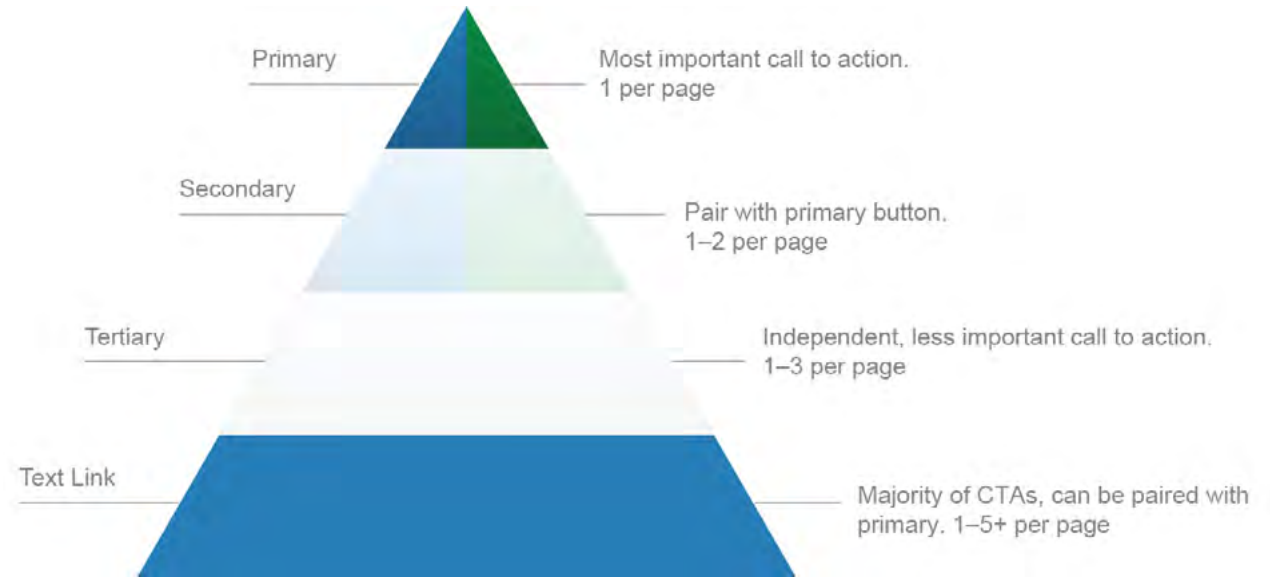 Primary
Most important call to action.
1 per page
Secondary
Pair with primary button.
1–2 per page
Tertiary
Independent, less important call to action.
1–3 per page
Text Link
Majority of CTAs, can be paired with
primary. 1–5+ per page